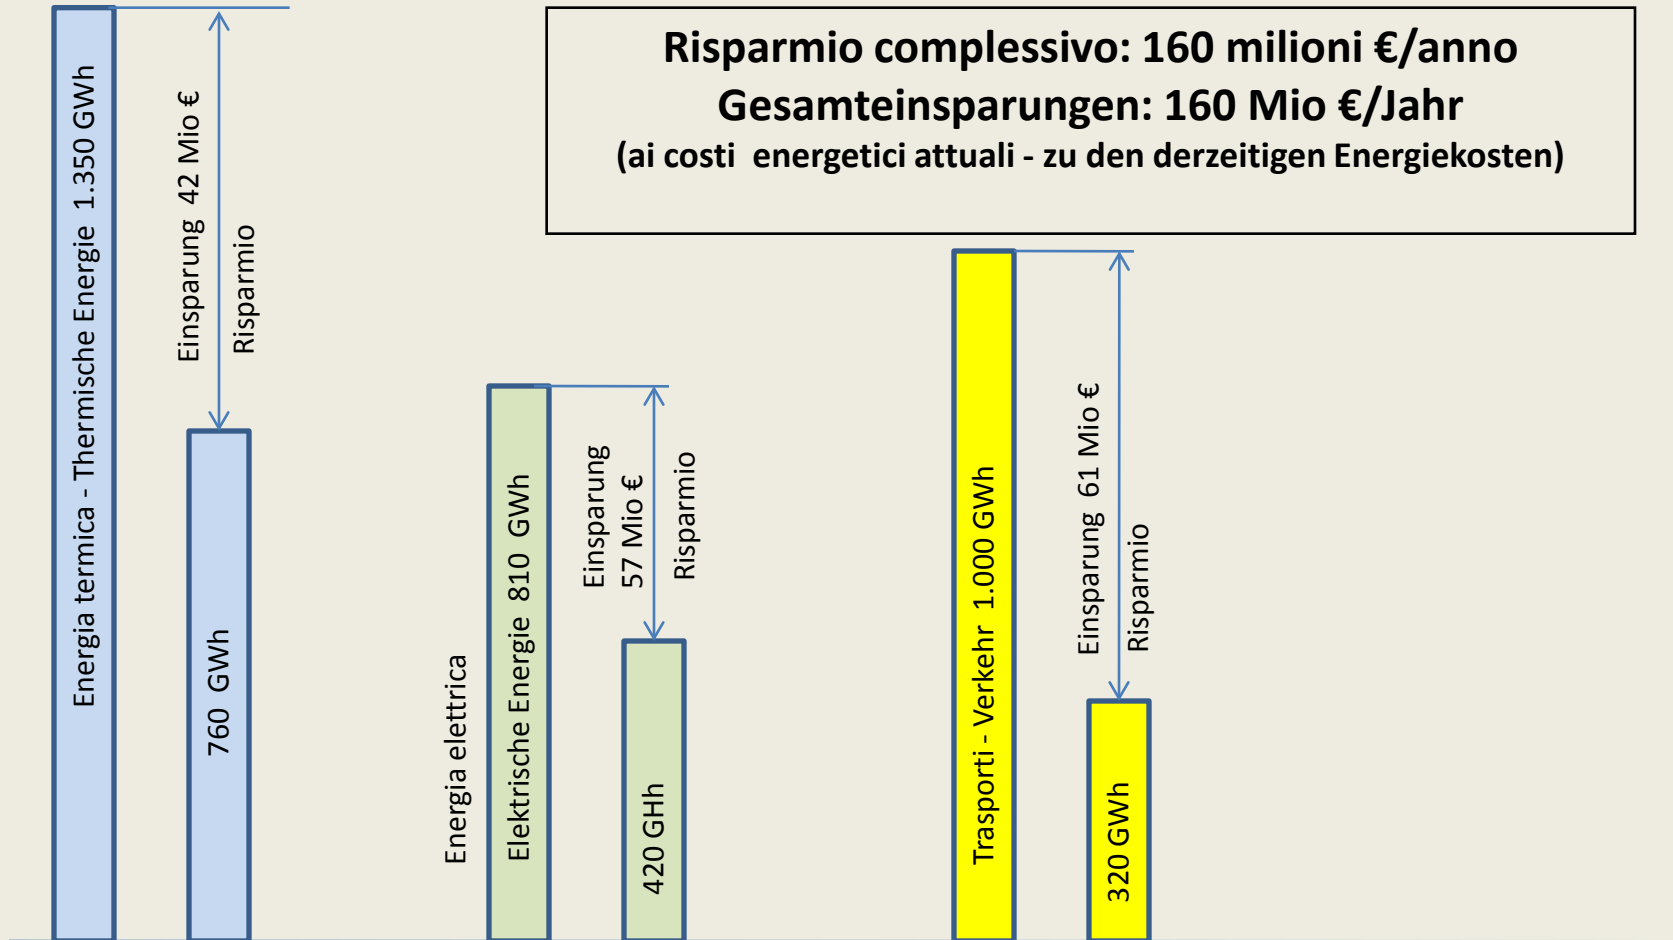 Risparmio complessivo: 160 milioni €/anno
Gesamteinsparungen: 160 Mio €/Jahr
(ai costi energetici attuali - zu den derzeitigen Energiekosten)
Energia termica - Thermische Energie 1.350 GWh
Einsparung 42 Mio €
Risparmio
760 GWh
Energia elettrica
Elektrische Energie 810 GWh
Einsparung
57 Mio €
Risparmio
420 GHh
Trasporti - Verkehr 1.000 GWh
Einsparung 61 Mio €
Risparmio
320 GWh